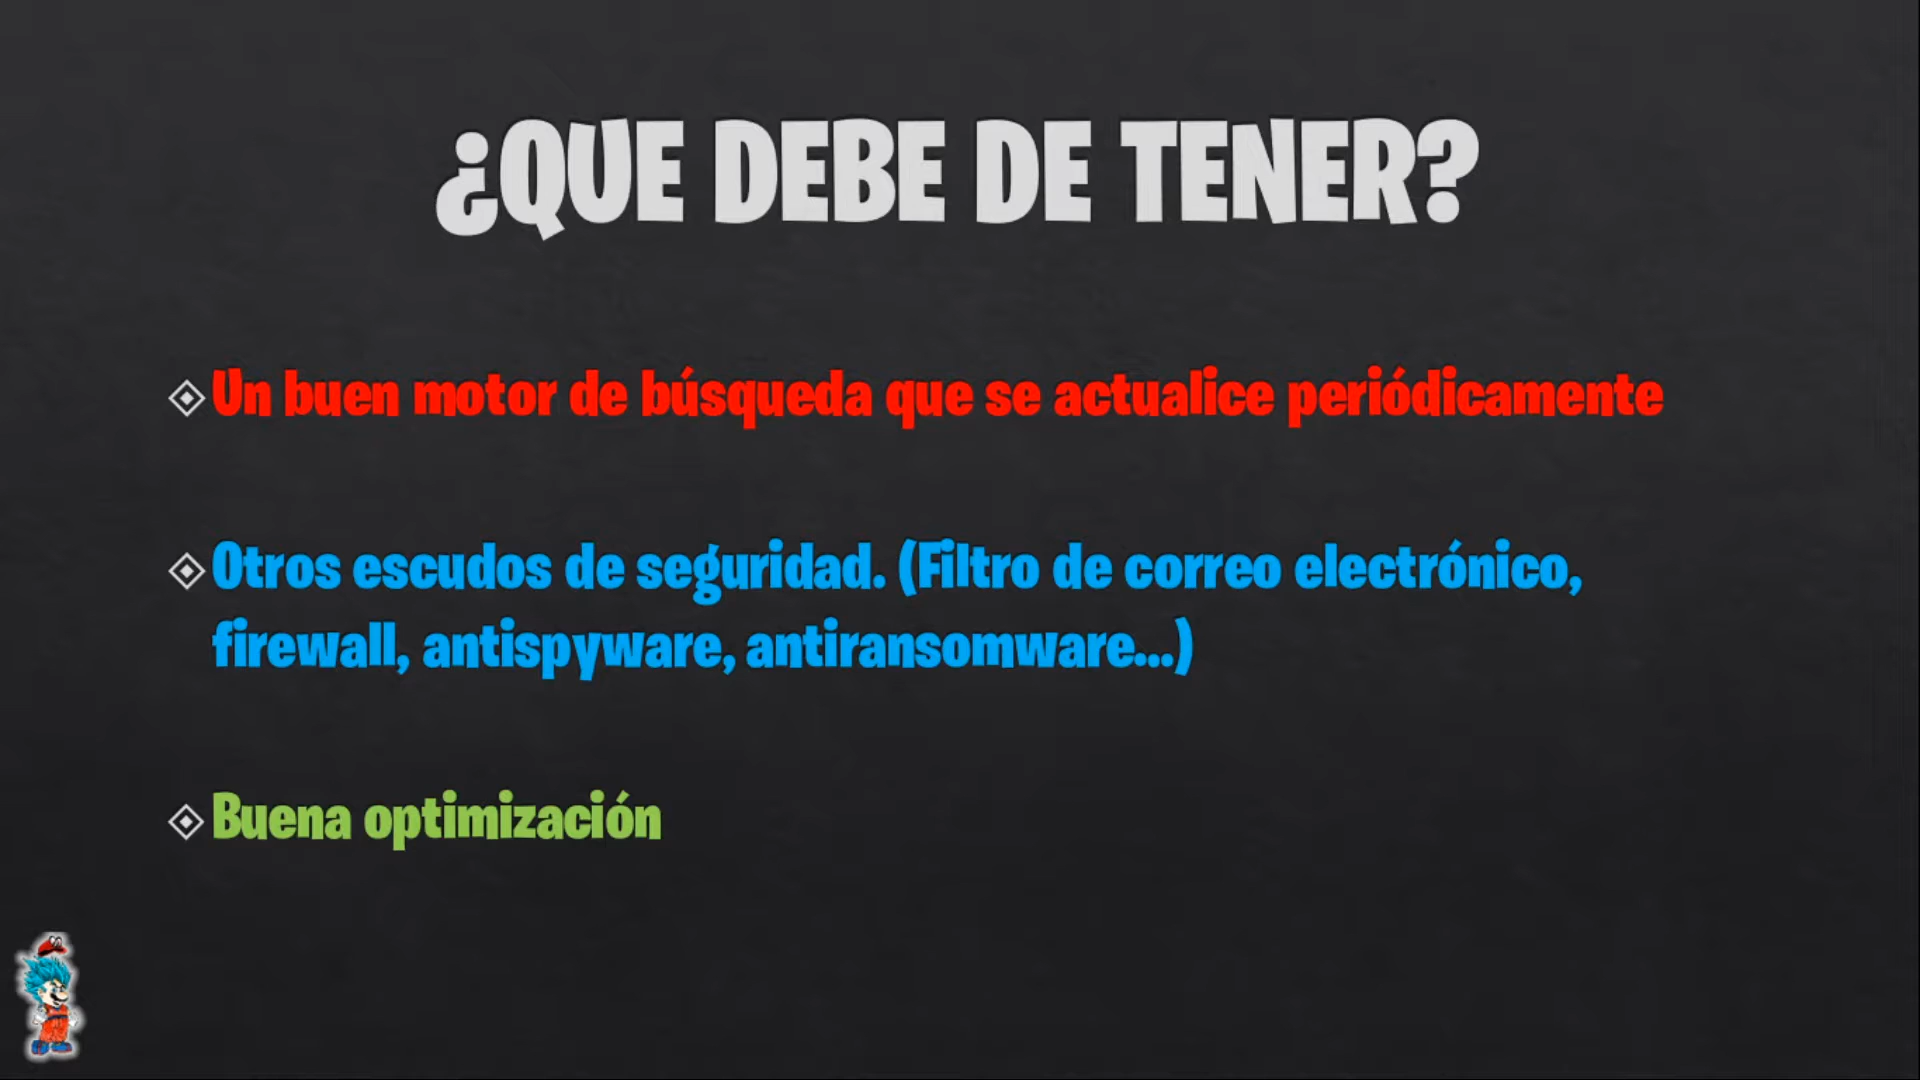 ¿QUE DEBE DE TENER?
Un buen motor de búsqueda que se actualice periódicamente
Otros escudos de seguridad. (Filtro de correo electrónico,
firewall, antispyware, antiransomware...)
Buena optimización